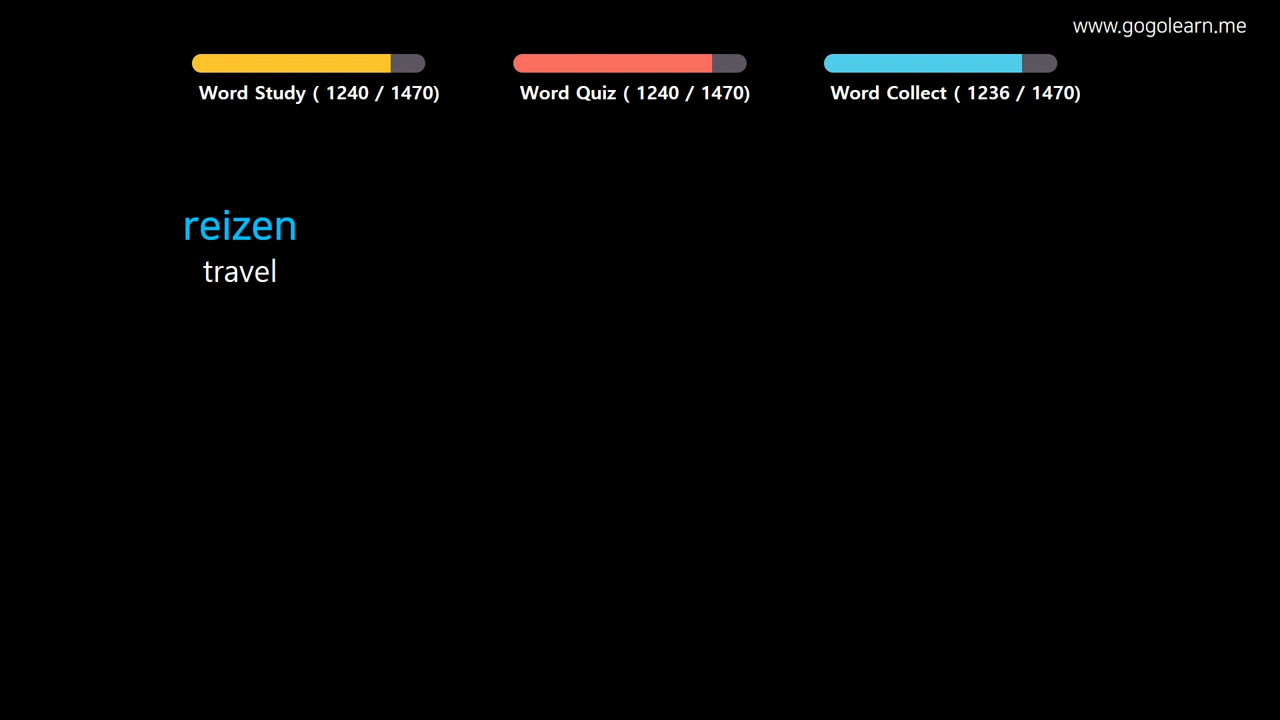 www.gogolearn.me
Word Study ( 1240 / 1470)
Word Quiz ( 1240 / 1470)
Word Collect ( 1236 / 1470)
reizen
travel